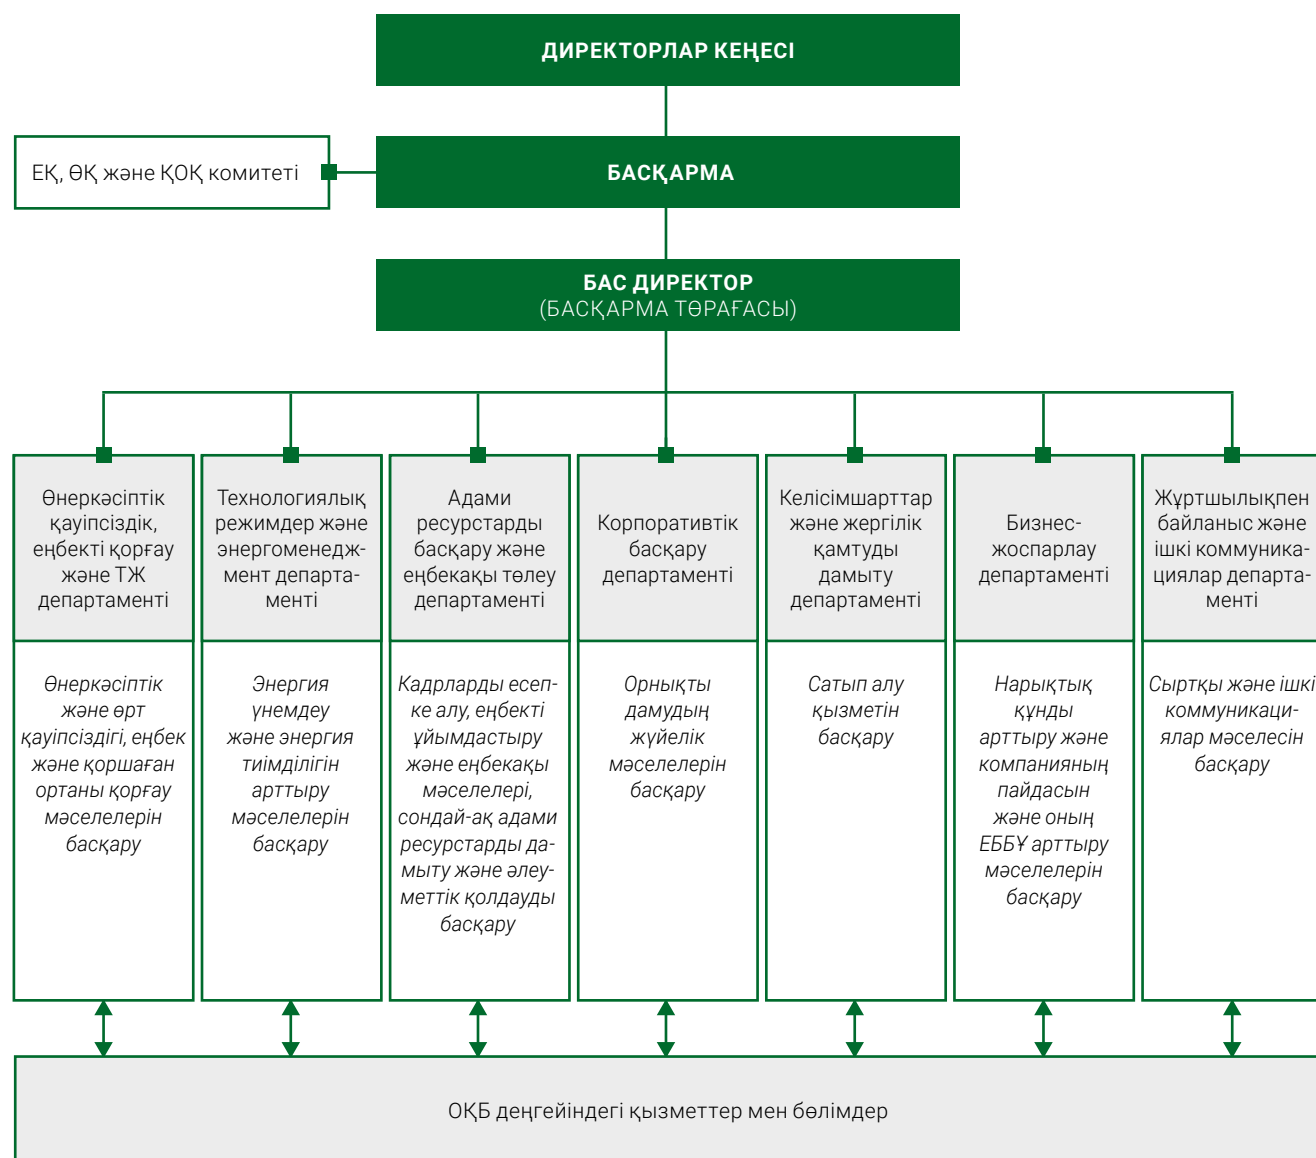 ДИРЕКТОРЛАР КЕҢЕСІ
ЕҚ, ӨҚ және ҚОҚ комитеті
БАСҚАРМА
БАС ДИРЕКТОР
(БАСҚАРМА ТӨРАҒАСЫ)
Өнеркәсіптік
қауіпсіздік,
еңбекті қорғау
және ТЖ
департаменті
Технологиялық
режимдер және
энергоменедж-
мент департа-
менті
Адами
ресурстарды
басқару және
еңбекақы төлеу
департаменті
Корпоративтік
басқару
департаменті
Келісімшарттар
және жергілік
қамтуды
дамыту
департаменті
Бизнес-
жоспарлау
департаменті
Жұртшылықпен
байланыс және
ішкі коммуника-
циялар департа-
менті
Өнеркәсіптік
және өрт
қауіпсіздігі, еңбек
және қоршаған
ортаны қорғау
мәселелерін
басқару
Энергия
үнемдеу
және энергия
тиімділігін
арттыру
мәселелерін
басқару
Кадрларды есеп-
ке алу, еңбекті
ұйымдастыру
және еңбекақы
мәселелері,
сондай-ақ адами
ресурстарды да-
мыту және әлеу-
меттік қолдауды
басқару
Орнықты
дамудың
жүйелік
мәселелерін
басқару
Сатып алу
қызметін
басқару
Нарықтық
құнды
арттыру және
компанияның
пайдасын
және оның
ЕББҰ арттыру
мәселелерін
басқару
Сыртқы және ішкі
коммуникаци-
ялар мәселесін
басқару
ОҚБ деңгейіндегі қызметтер мен бөлімдер